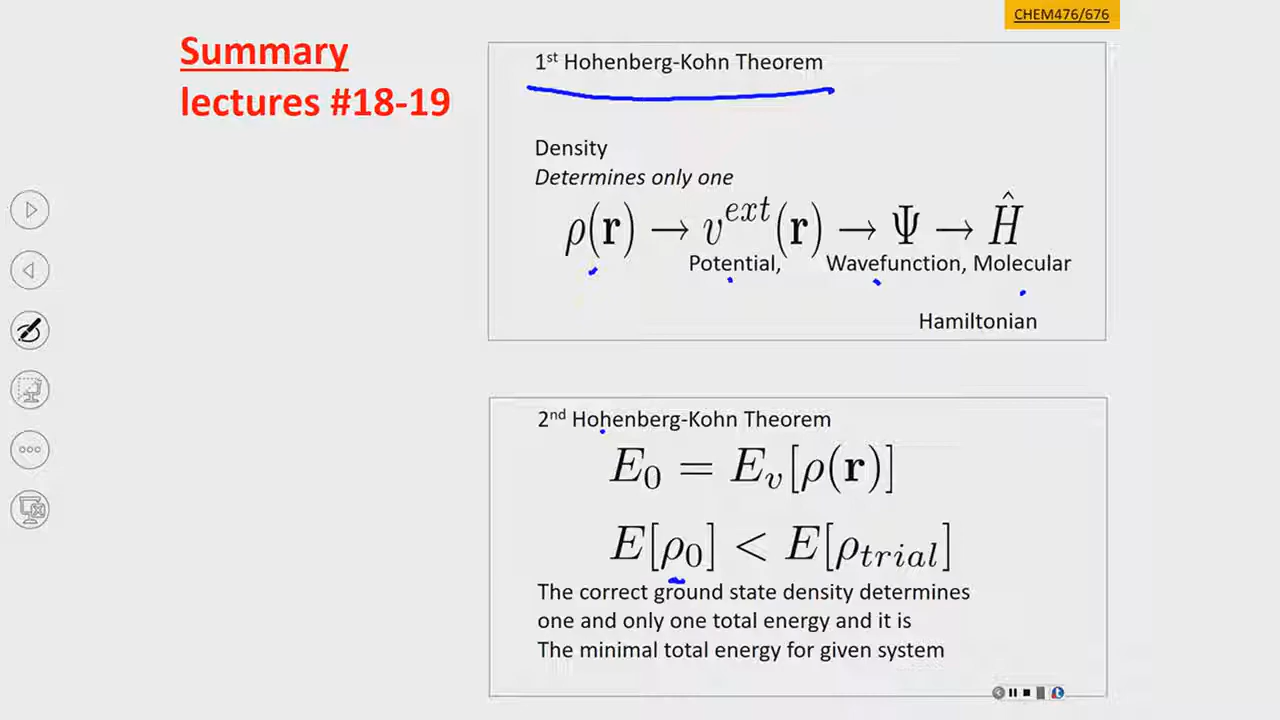 CHEM476/676
Summary
lectures #18-19
1st Hohenberg-Kohn Theorem
Density
Determines only one
ρ(r) → v^{ext}(r) → Ψ → Ĥ
Potential, Wavefunction, Molecular
Hamiltonian
2nd Hohenberg-Kohn Theorem
E₀ = Eᵥ[ρ(r)]
E[ρ₀] < E[ρ_{trial}]
The correct ground state density determines
one and only one total energy and it is
The minimal total energy for given system